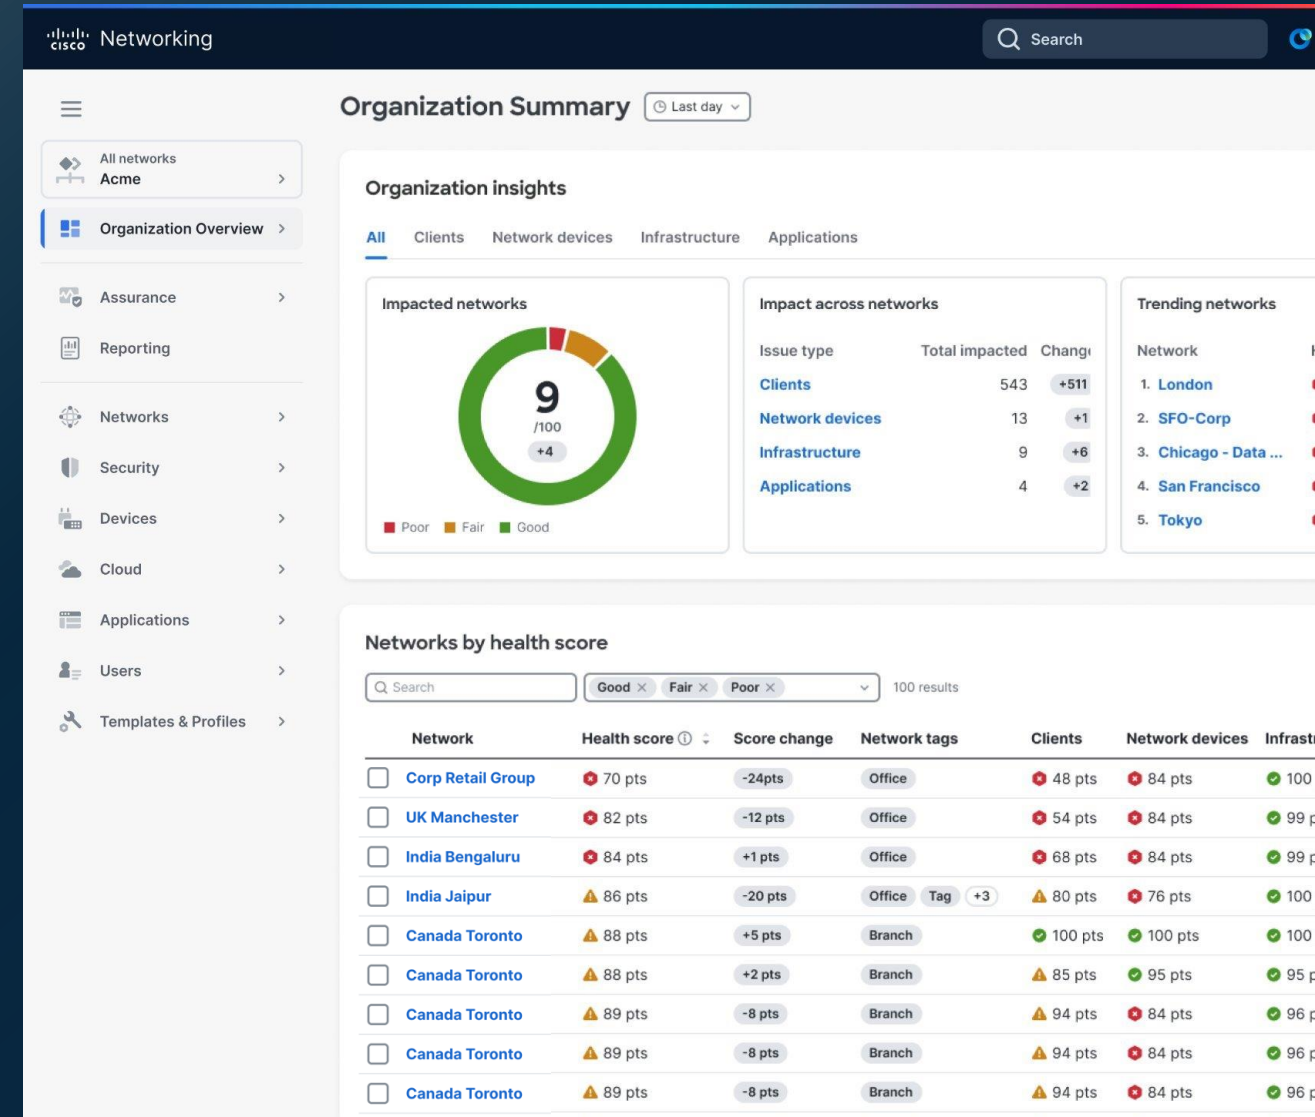 cisco Networking
Search
Organization Summary Last day
All networks
Acme
Organization Overview
Assurance
Reporting
Networks
Security
Devices
Cloud
Applications
Users
Templates & Profiles
Organization insights
All Clients Network devices Infrastructure Applications
Impacted networks
9
/100
+4
Poor Fair Good
Impact across networks
Issue type Total impacted
Clients 543 +511
Network devices 13 +1
Infrastructure 9 +6
Applications 4 +2
Trending networks
Network
1. London
2. SFO-Corp
3. Chicago - Data ...
4. San Francisco
5. Tokyo
Networks by health score
Search Good Fair Poor 100 results
Network Health score Score change Network tags Clients Network devices
Corp Retail Group 70 pts -24pts Office 48 pts 84 pts 100
UK Manchester 82 pts -12 pts Office 54 pts 84 pts 99
India Bengaluru 84 pts +1 pts Office 68 pts 84 pts 99
India Jaipur 86 pts -20 pts Office Tag +3 80 pts 76 pts 100
Canada Toronto 88 pts +5 pts Branch 100 pts 100 pts 100
Canada Toronto 88 pts +2 pts Branch 85 pts 95 pts 95
Canada Toronto 89 pts -8 pts Branch 94 pts 84 pts 96
Canada Toronto 89 pts -8 pts Branch 94 pts 84 pts 96
Canada Toronto 89 pts -8 pts Branch 94 pts 84 pts 96